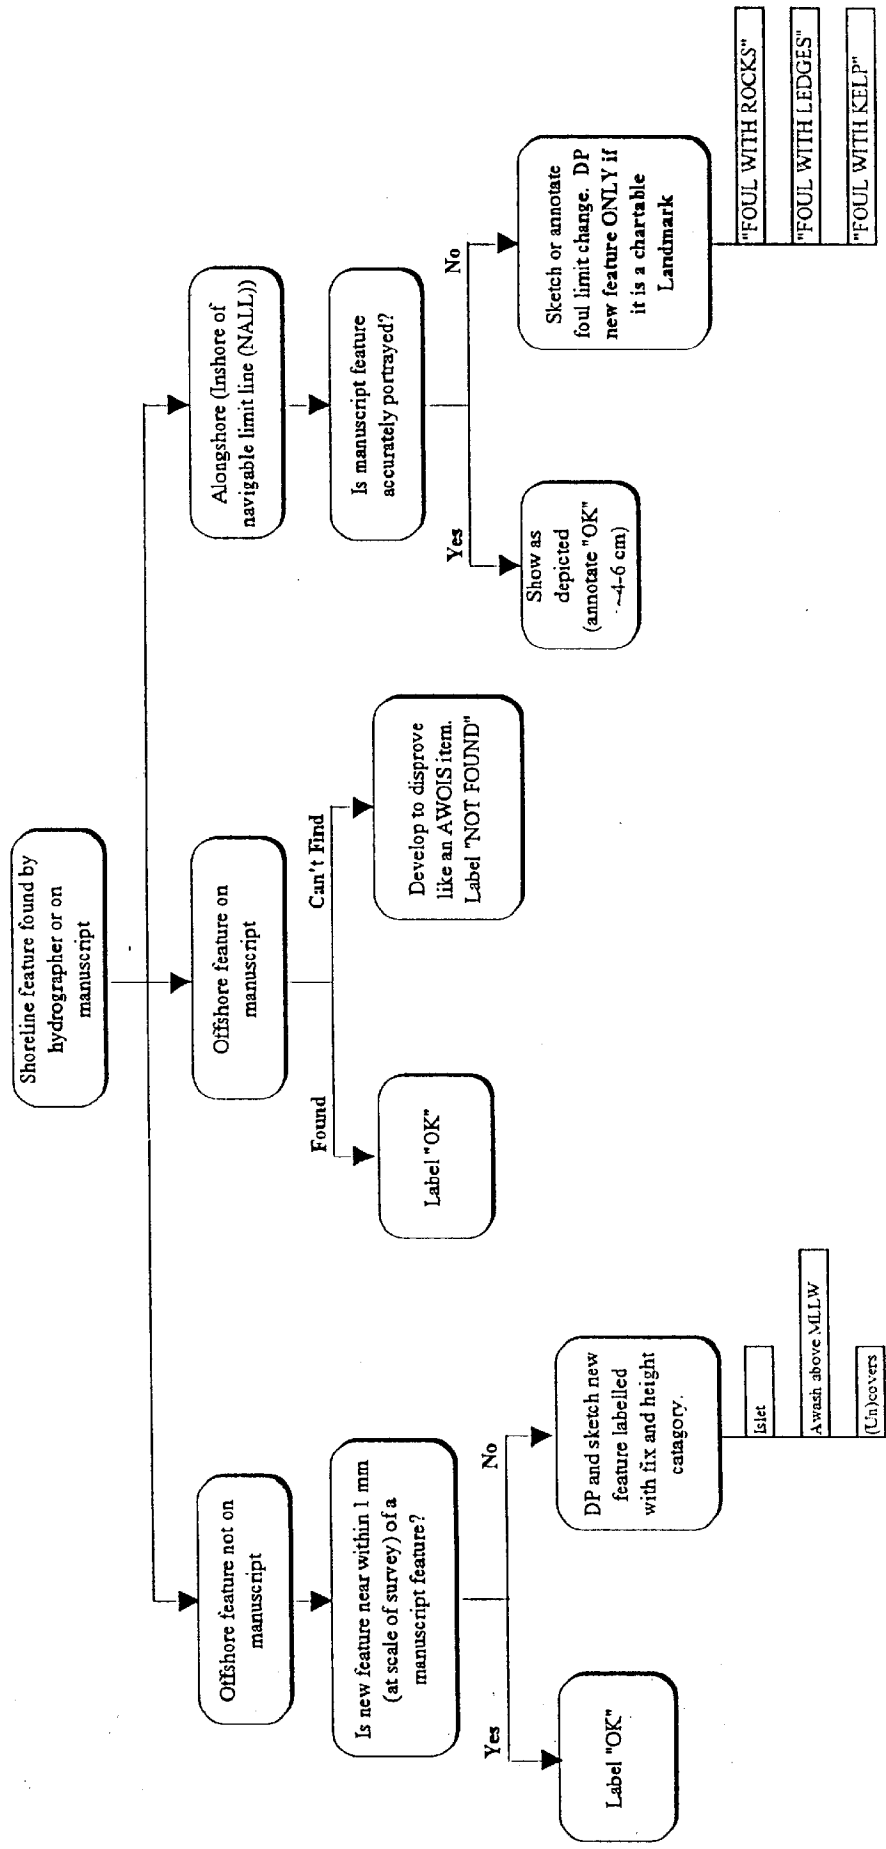 Shoreline feature found by
hydrographer or on
manuscript
Offshore feature not on
manuscript
Offshore feature on
manuscript
Alongshore (Inshore of
navigable limit line (NALL))
Is new feature near within 1 mm
(at scale of survey) of a
manuscript feature?
Found
Can't Find
Is manuscript feature
accurately portrayed?
Yes
No
Label "OK"
Develop to disprove
like an AWOIS item.
Label "NOT FOUND"
Yes
No
Label "OK"
DP and sketch new
feature labelled
with fix and height
catagory.
Show as
depicted
(annotate "OK"
~4-6 cm)
Sketch or annotate
foul limit change. DP
new feature ONLY if
it is a chartable
Landmark
Islet
Awash above MLLW
(Un)covers
"FOUL WITH ROCKS"
"FOUL WITH LEDGES"
"FOUL WITH KELP"